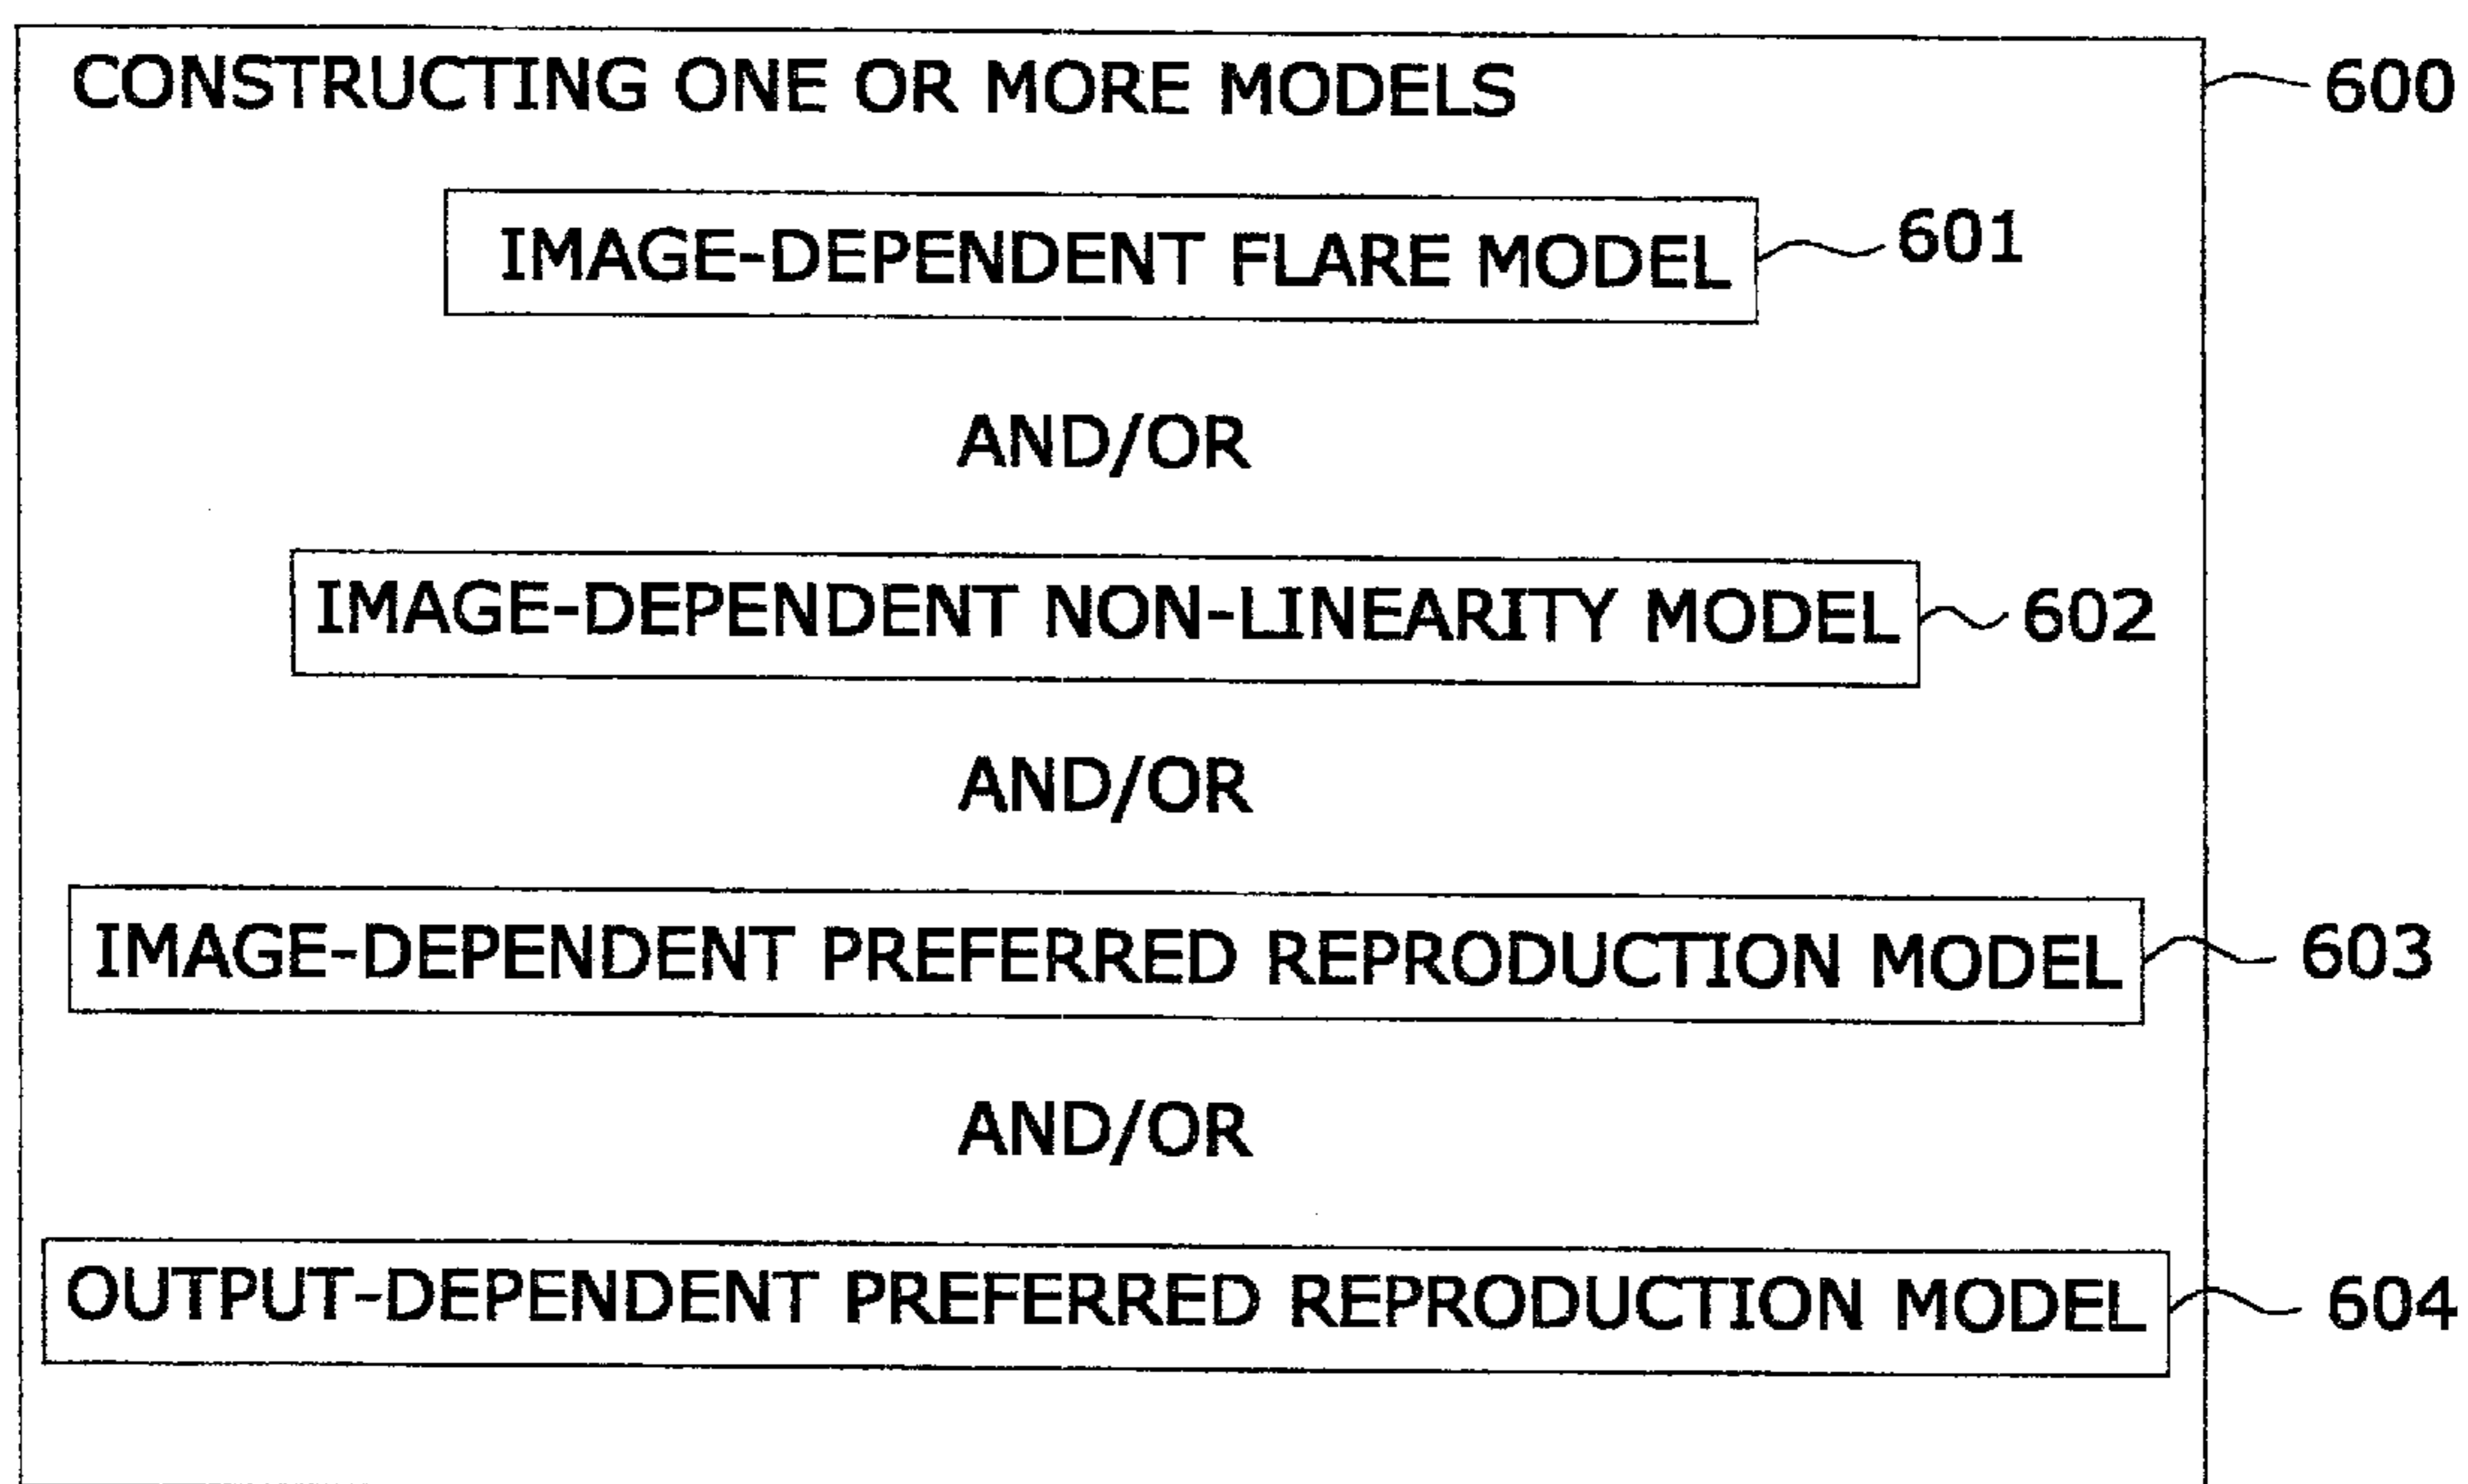 CONSTRUCTING ONE OR MORE MODELS 600
IMAGE-DEPENDENT FLARE MODEL 601
AND/OR
IMAGE-DEPENDENT NON-LINEARITY MODEL 602
AND/OR
IMAGE-DEPENDENT PREFERRED REPRODUCTION MODEL 603
AND/OR
OUTPUT-DEPENDENT PREFERRED REPRODUCTION MODEL 604